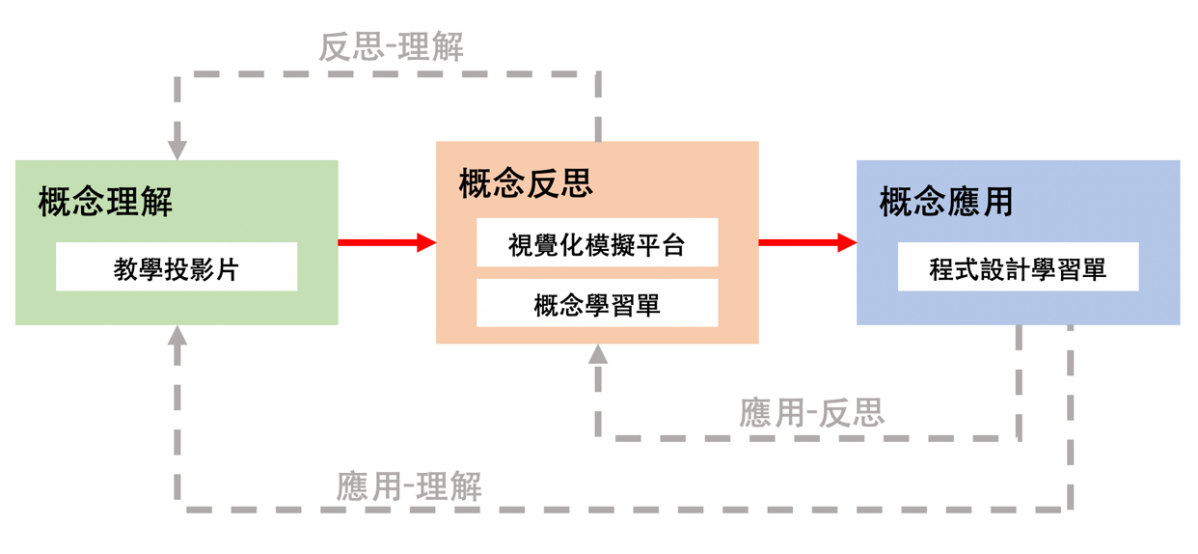 反思-理解
概念理解
教學投影片
概念反思
視覺化模擬平台
概念學習單
概念應用
程式設計學習單
應用-反思
應用-理解